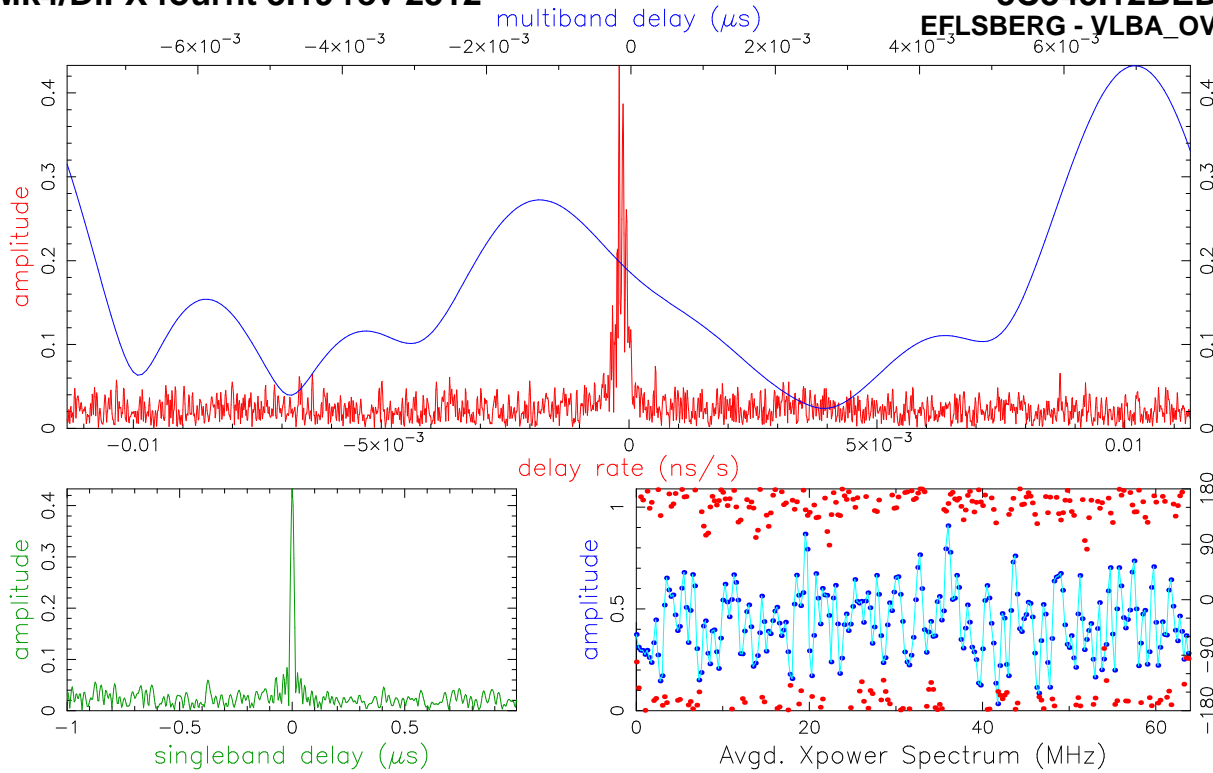 multiband delay (μs)
EFLSBERG - VLBA_OV
−6×10⁻³ −4×10⁻³ −2×10⁻³ 0 2×10⁻³ 4×10⁻³ 6×10⁻³
amplitude
0 0.1 0.2 0.3 0.4
0 0.1 0.2 0.3 0.4
−0.01 −5×10⁻³ 0 5×10⁻³ 0.01
delay rate (ns/s)
amplitude
0 0.1 0.2 0.3 0.4
−1 −0.5 0 0.5
singleband delay (μs)
amplitude
0 0.5 1
180 90 0 −90 −180
0 20 40 60
Avgd. Xpower Spectrum (MHz)